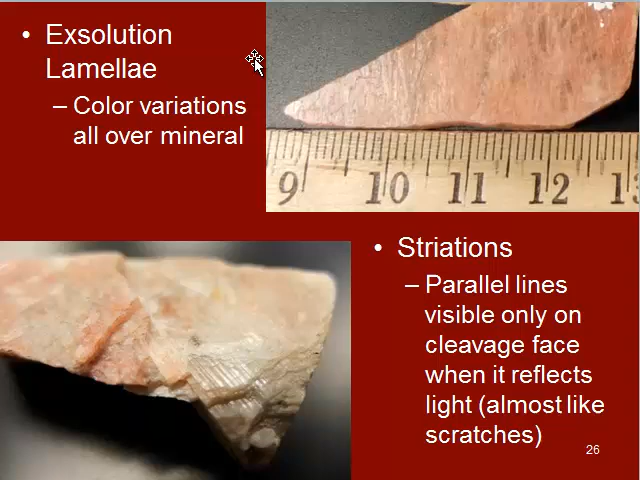 • Exsolution
Lamellae
– Color variations
all over mineral
9 10 11 12
• Striations
– Parallel lines
visible only on
cleavage face
when it reflects
light (almost like
scratches)
26